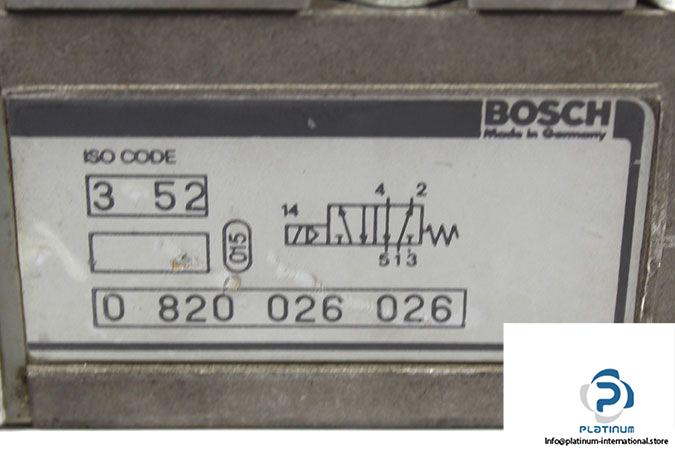 BOSCH
Made in Germany
ISO CODE
3 52
4 2
14
015
513
0 820 026 026
P
PLATINUM
Info@platinum-international.store